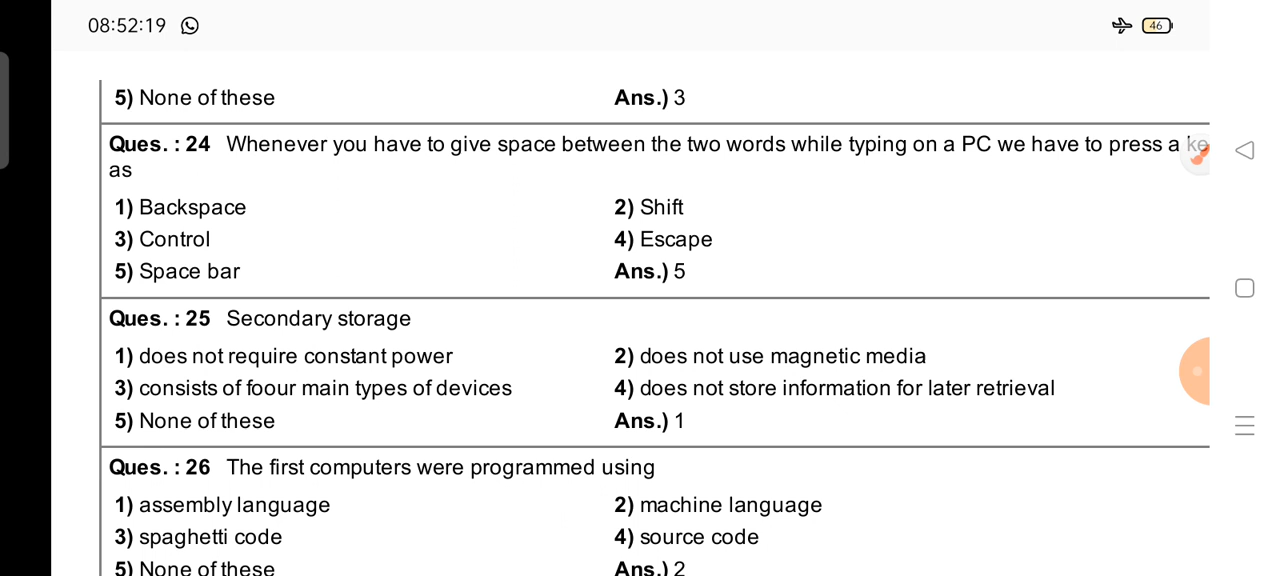 08:52:19
46
5) None of these Ans.) 3
Ques. : 24 Whenever you have to give space between the two words while typing on a PC we have to press a ke
as
1) Backspace 2) Shift
3) Control 4) Escape
5) Space bar Ans.) 5
Ques. : 25 Secondary storage
1) does not require constant power 2) does not use magnetic media
3) consists of foour main types of devices 4) does not store information for later retrieval
5) None of these Ans.) 1
Ques. : 26 The first computers were programmed using
1) assembly language 2) machine language
3) spaghetti code 4) source code
5) None of these Ans.) 2